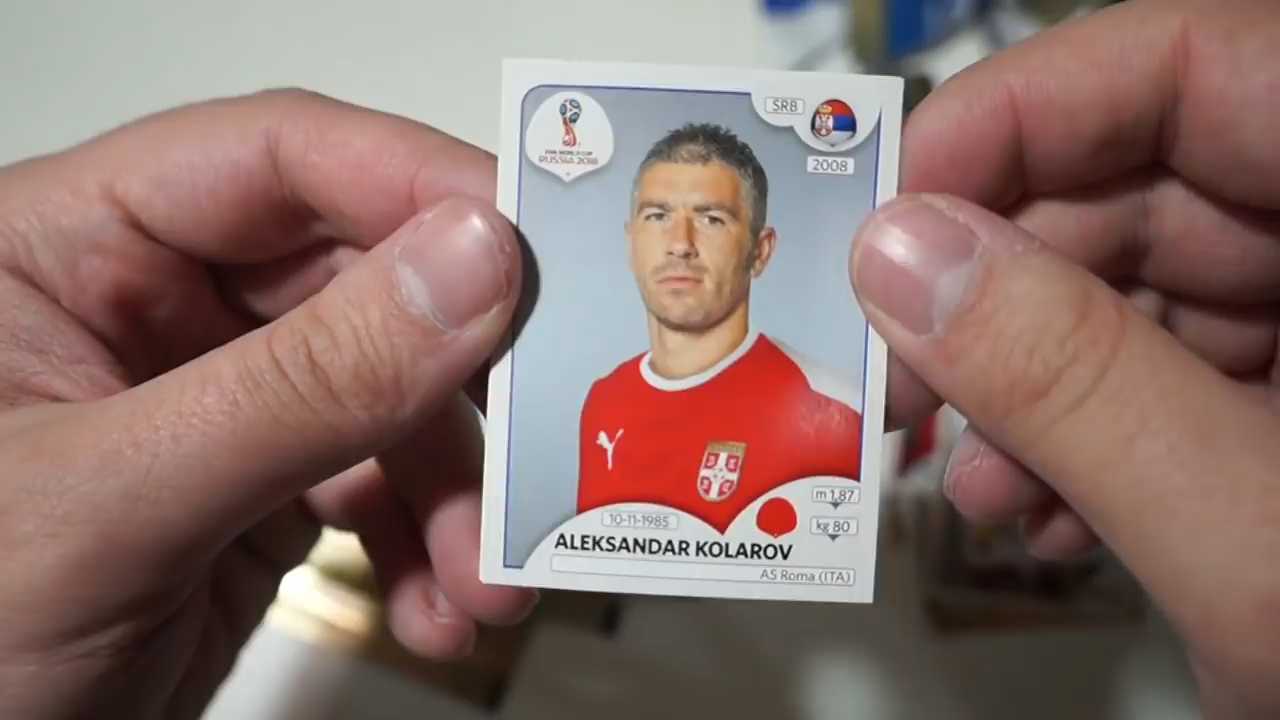 FIFA WORLD CUP
RUSSIA 2018
SRB
2008
10-11-1985
m 1,87
kg 80
ALEKSANDAR KOLAROV
AS Roma (ITA)